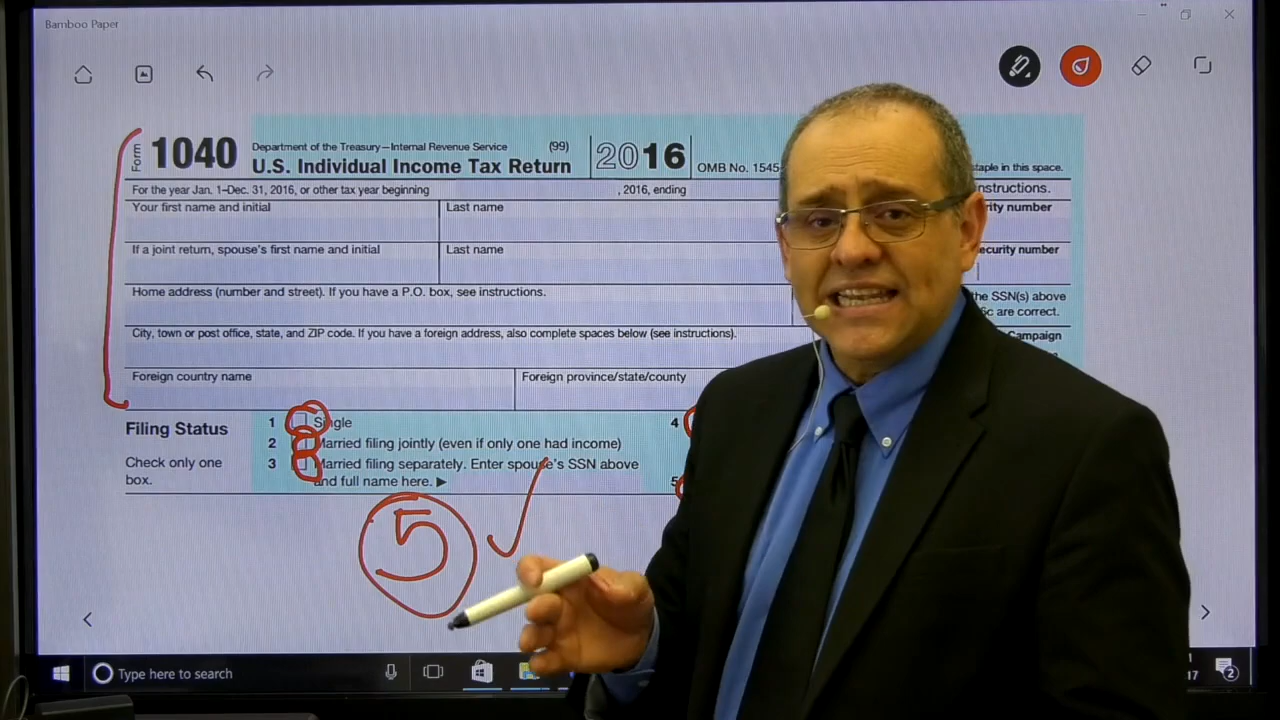 Bamboo Paper
Form 1040 Department of the Treasury—Internal Revenue Service (99)
U.S. Individual Income Tax Return 2016 OMB No. 1545- staple in this space.
For the year Jan. 1–Dec. 31, 2016, or other tax year beginning , 2016, ending nstructions.
Your first name and initial Last name rity number
If a joint return, spouse's first name and initial Last name ecurity number
Home address (number and street). If you have a P.O. box, see instructions.
the SSN(s) above
6c are correct.
City, town or post office, state, and ZIP code. If you have a foreign address, also complete spaces below (see instructions). Campaign
Foreign country name Foreign province/state/county
Filing Status
Check only one
box.
1 Single 4
2 Married filing jointly (even if only one had income)
3 Married filing separately. Enter spouse's SSN above 5
and full name here. ▶
5 ✓
Type here to search
17 2